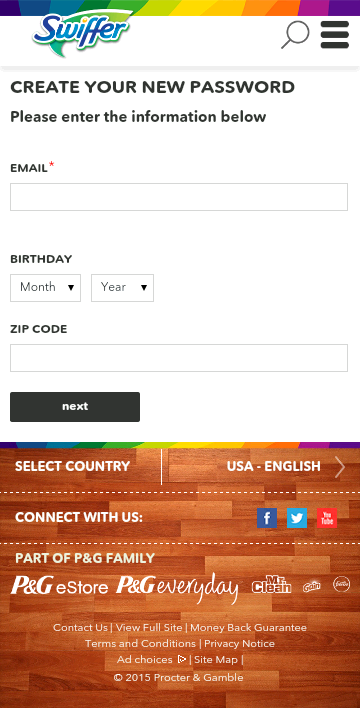 Swiffer
CREATE YOUR NEW PASSWORD
Please enter the information below
EMAIL*
BIRTHDAY
Month ▼ Year ▼
ZIP CODE
next
SELECT COUNTRY USA - ENGLISH
CONNECT WITH US:
f You Tube
PART OF P&G FAMILY
P&G eStore P&G everyday Mr. Clean
Contact Us | View Full Site | Money Back Guarantee
Terms and Conditions | Privacy Notice
Ad choices | Site Map |
© 2015 Procter & Gamble